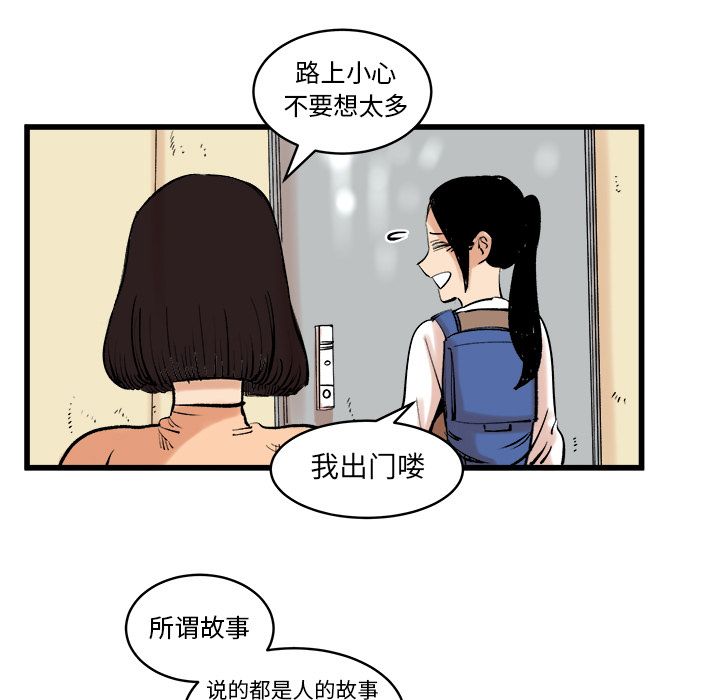 路上小心
不要想太多
我出门喽
所谓故事
说的都是人的故事